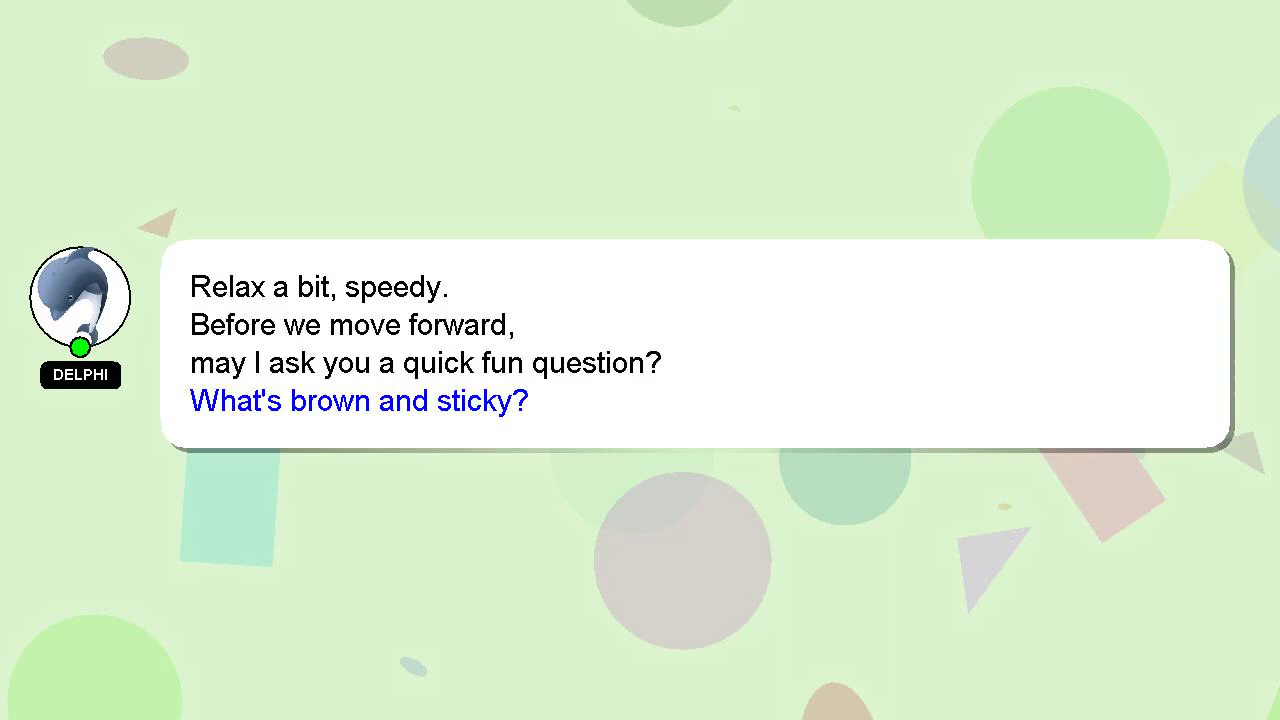 Relax a bit, speedy.
Before we move forward,
may I ask you a quick fun question?
What's brown and sticky?
DELPHI